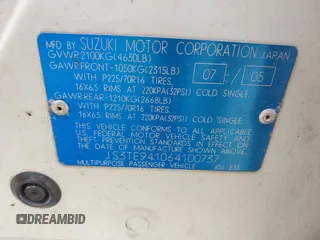 MFD BY SUZUKI MOTOR CORPORATION JAPAN
GVWR 2100KG(4630LB)
GAWR FRONT-1050KG(2315LB)
WITH P225/70R16 TIRES, 07 / 05
16X6.5 RIMS AT 220KPA(32PSI) COLD SINGLE.
GAWR REAR-1210KG(2668LB)
WITH P225/70R16 TIRES,
16X6.5 RIMS AT 220KPA(32PSI) COLD SINGLE.
THIS VEHICLE CONFORMS TO ALL APPLICABLE
U.S. FEDERAL MOTOR VEHICLE SAFETY AND
THEFT PREVENTION STANDARDS IN EFFECT ON
THE DATE OF MANUFACTURE SHOWN ABOVE.
JS3TE941064100737
MULTIPURPOSE PASSENGER VEHICLE
DREAMBID